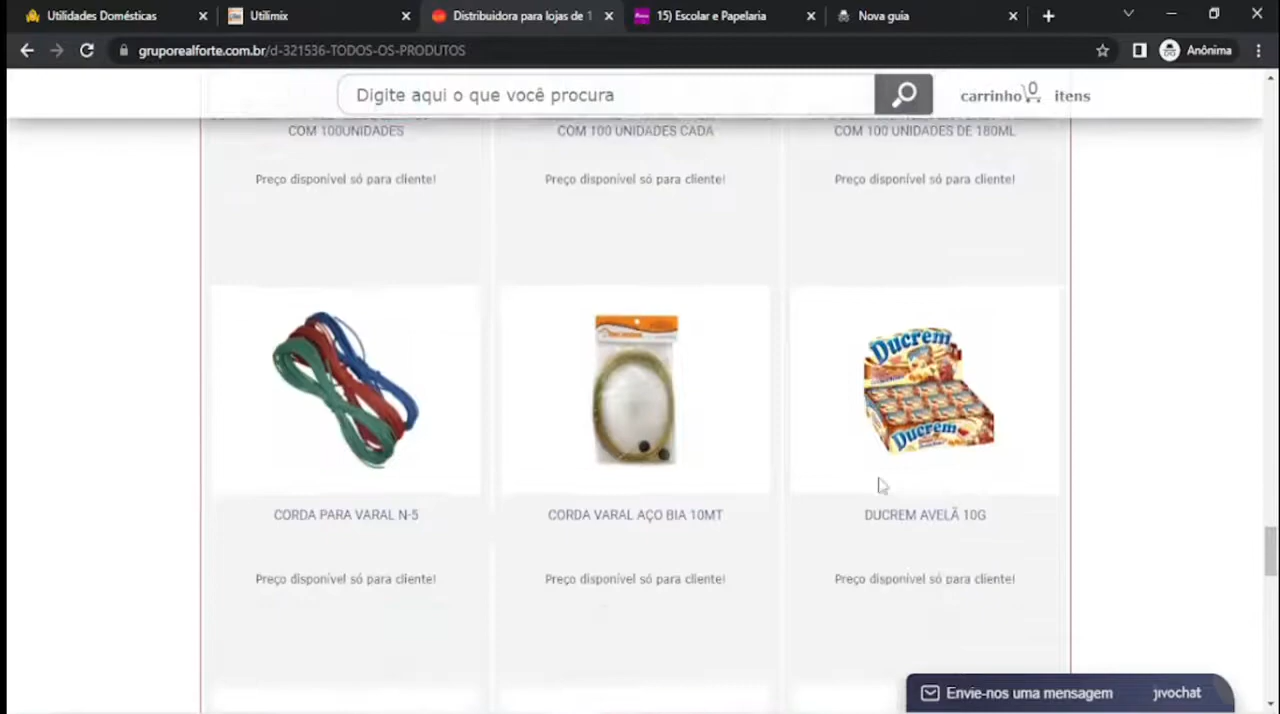 Utilidades Domésticas
Utilimix
Distribuidora para lojas de 1
15) Escolar e Papelaria
Nova guia
gruporealforte.com.br/d-321536-TODOS-OS-PRODUTOS
Anônima
Digite aqui o que você procura
carrinho 0 itens
COM 100UNIDADES
COM 100 UNIDADES CADA
COM 100 UNIDADES DE 180ML
Preço disponível só para cliente!
Preço disponível só para cliente!
Preço disponível só para cliente!
Ducrem
Ducrem
CORDA PARA VARAL N-5
CORDA VARAL AÇO BIA 10MT
DUCREM AVELÃ 10G
Preço disponível só para cliente!
Preço disponível só para cliente!
Preço disponível só para cliente!
Envie-nos uma mensagem
jivochat